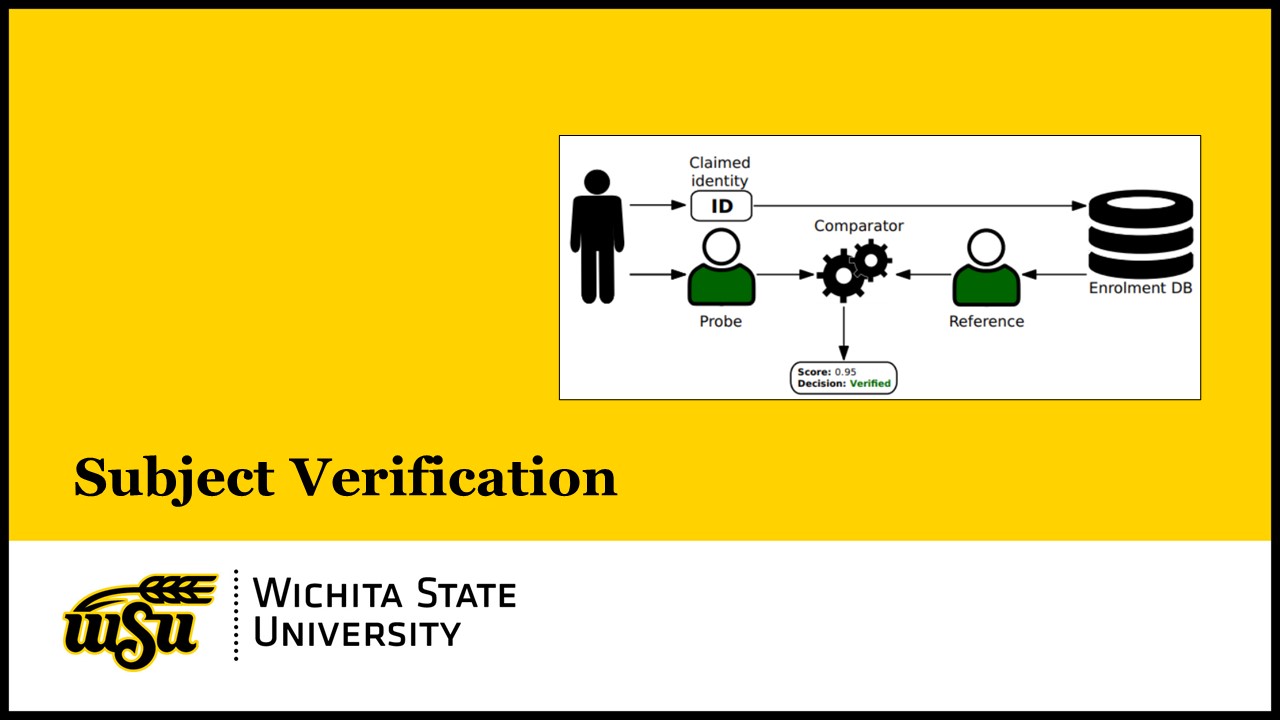 Claimed
identity
ID
Comparator
Enrolment DB
Probe
Reference
Score: 0.95
Decision: Verified
Subject Verification
WSU
WICHITA STATE
UNIVERSITY